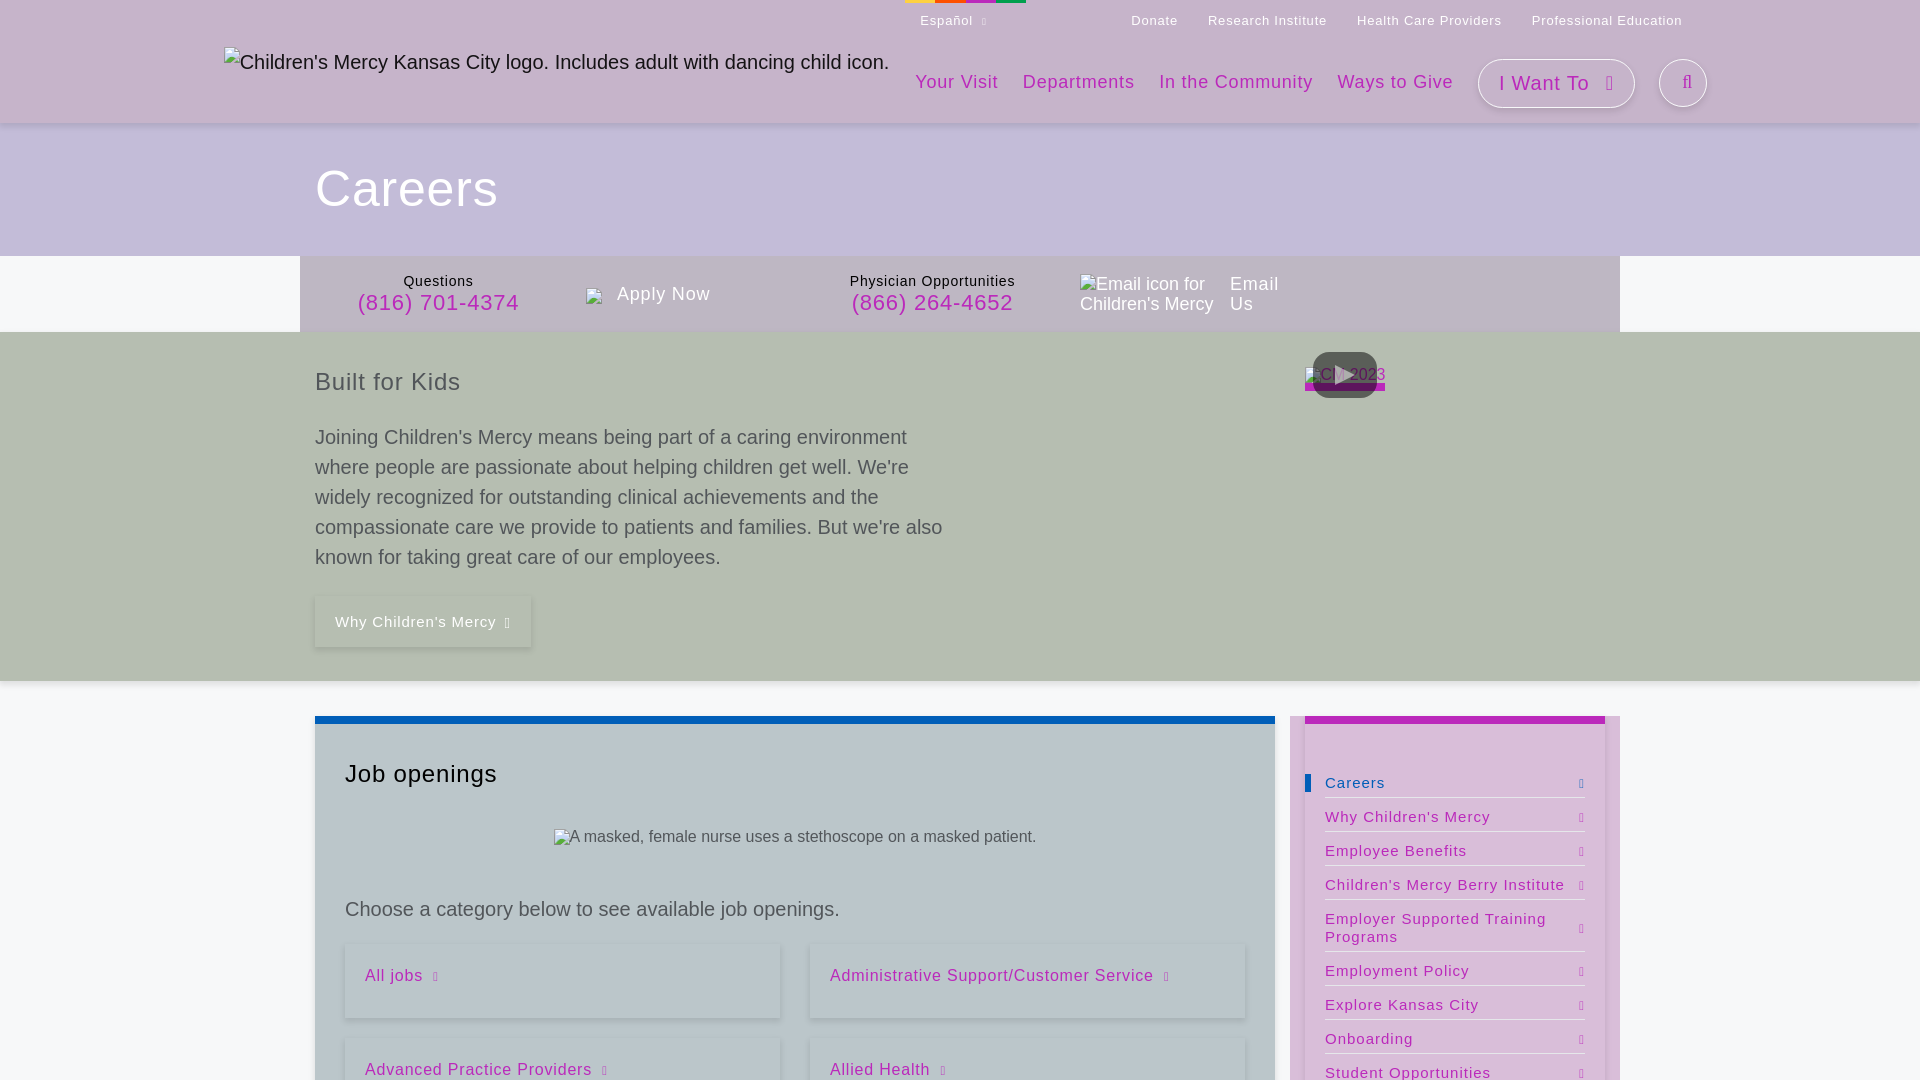 Español
Donate
Research Institute
Health Care Providers
Professional Education
Children's Mercy Kansas City logo. Includes adult with dancing child icon.
Your Visit
Departments
In the Community
Ways to Give
I Want To
Careers
Questions
(816) 701-4374
Apply Now
Physician Opportunities
(866) 264-4652
Email icon for
Children's Mercy
Email
Us
Built for Kids
CM 2023
Joining Children's Mercy means being part of a caring environment
where people are passionate about helping children get well. We're
widely recognized for outstanding clinical achievements and the
compassionate care we provide to patients and families. But we're also
known for taking great care of our employees.
Why Children's Mercy
Job openings
A masked, female nurse uses a stethoscope on a masked patient.
Choose a category below to see available job openings.
All jobs
Administrative Support/Customer Service
Advanced Practice Providers
Allied Health
Careers
Why Children's Mercy
Employee Benefits
Children's Mercy Berry Institute
Employer Supported Training
Programs
Employment Policy
Explore Kansas City
Onboarding
Student Opportunities